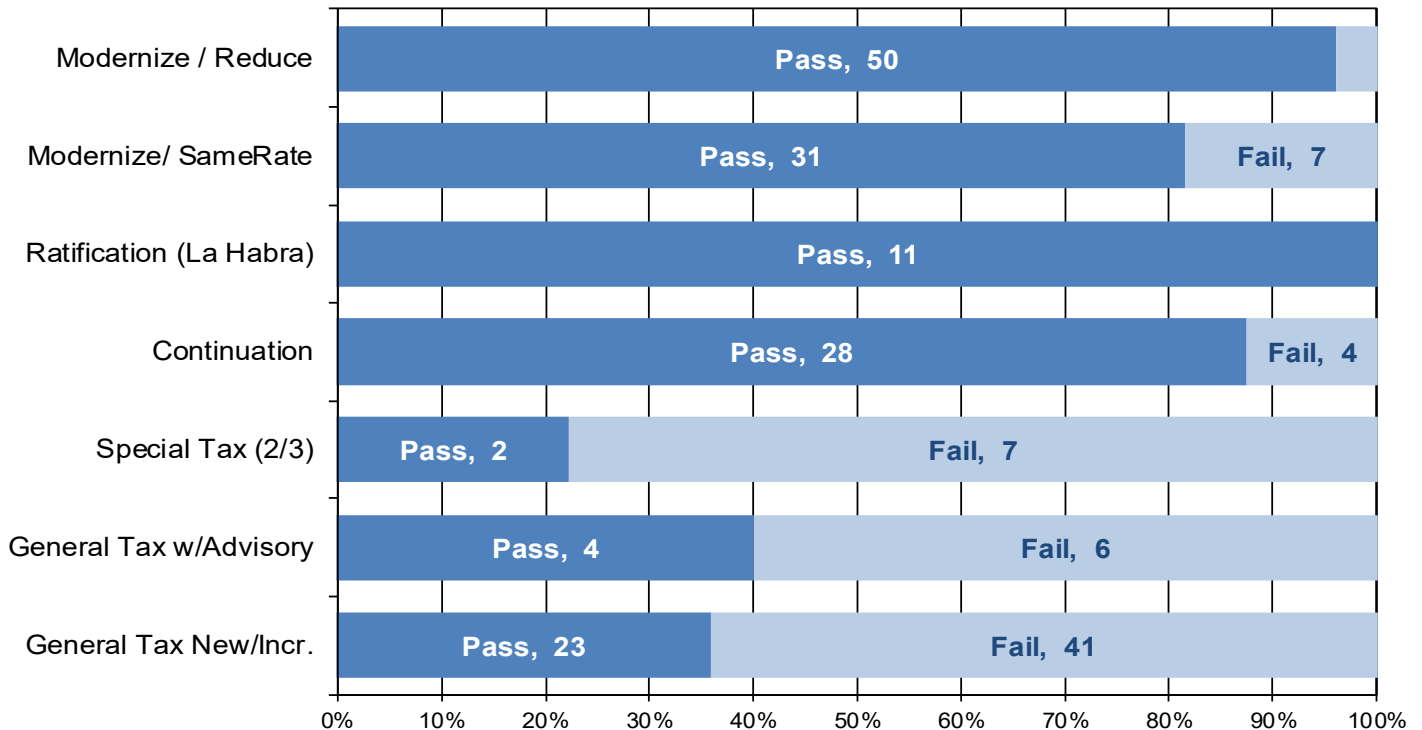 Modernize / Reduce
Pass, 50
Modernize/ SameRate
Pass, 31
Fail, 7
Ratification (La Habra)
Pass, 11
Continuation
Pass, 28
Fail, 4
Special Tax (2/3)
Pass, 2
Fail, 7
General Tax w/Advisory
Pass, 4
Fail, 6
General Tax New/Incr.
Pass, 23
Fail, 41
0% 10% 20% 30% 40% 50% 60% 70% 80% 90% 100%